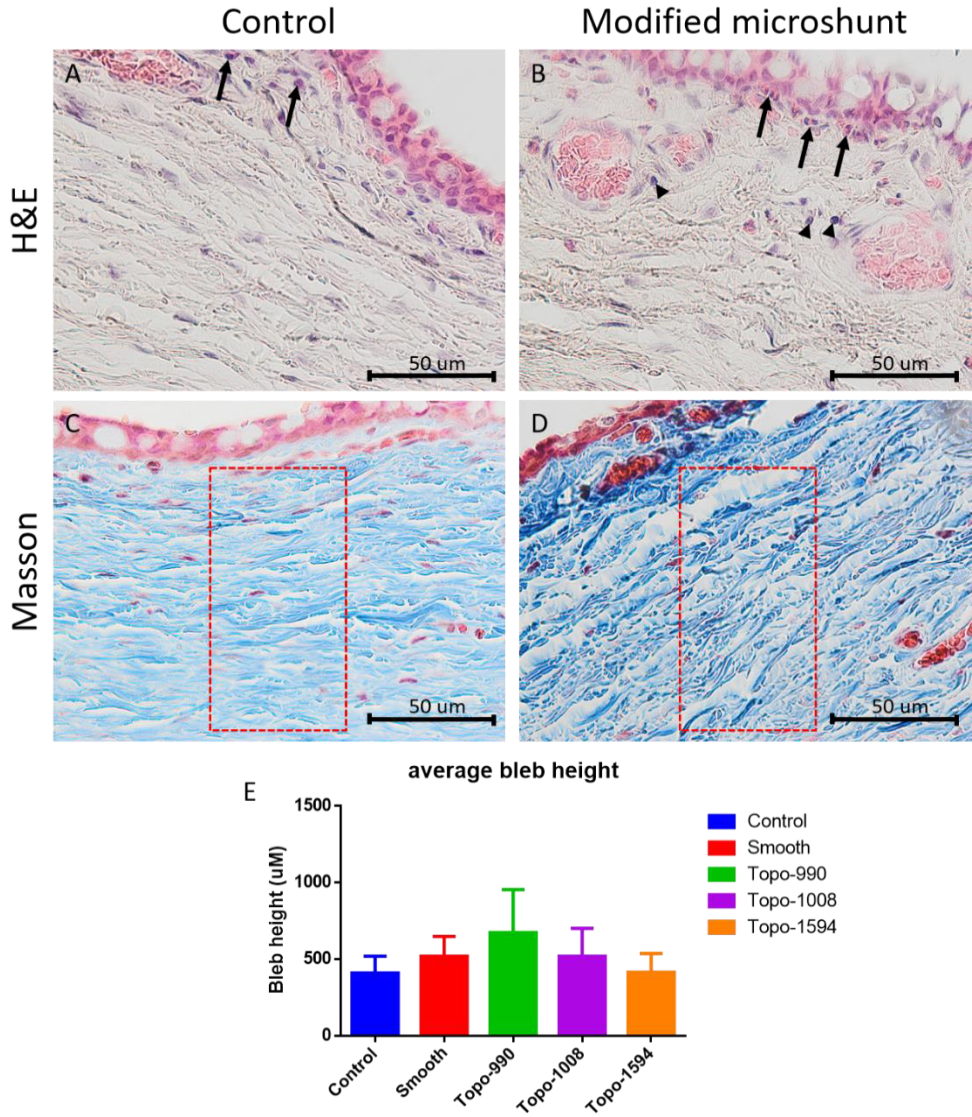 Control
Modified microshunt
H&E
A
50 um
B
50 um
Masson
C
50 um
D
50 um
average bleb height
E
Bleb height (uM)
1500
1000
500
0
Control
Smooth
Topo-990
Topo-1008
Topo-1594
Control
Smooth
Topo-990
Topo-1008
Topo-1594